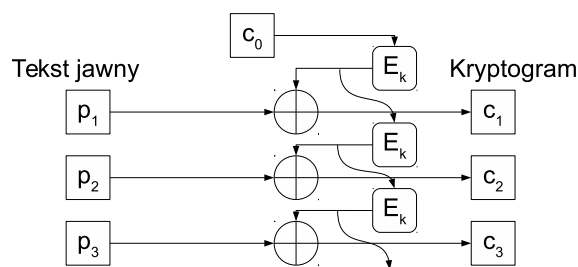 c₀
Eₖ
Tekst jawny
Kryptogram
p₁
c₁
Eₖ
p₂
c₂
Eₖ
p₃
c₃